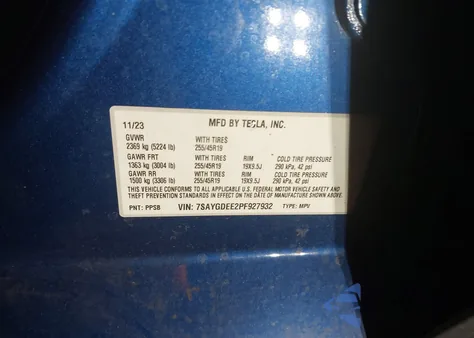 11/23 MFD BY TESLA, INC.
GVWR WITH TIRES
2369 kg (5224 lb) 255/45R19
GAWR FRT WITH TIRES RIM COLD TIRE PRESSURE
1363 kg (3004 lb) 255/45R19 19X9.5J 290 kPa, 42 psi
GAWR RR WITH TIRES RIM COLD TIRE PRESSURE
1500 kg (3306 lb) 255/45R19 19X9.5J 290 kPa, 42 psi
THIS VEHICLE CONFORMS TO ALL APPLICABLE U.S. FEDERAL MOTOR VEHICLE SAFETY AND
THEFT PREVENTION STANDARDS IN EFFECT ON THE DATE OF MANUFACTURE SHOWN ABOVE.
PNT: PPSB VIN: 7SAYGDEE2PF927932 TYPE: MPV